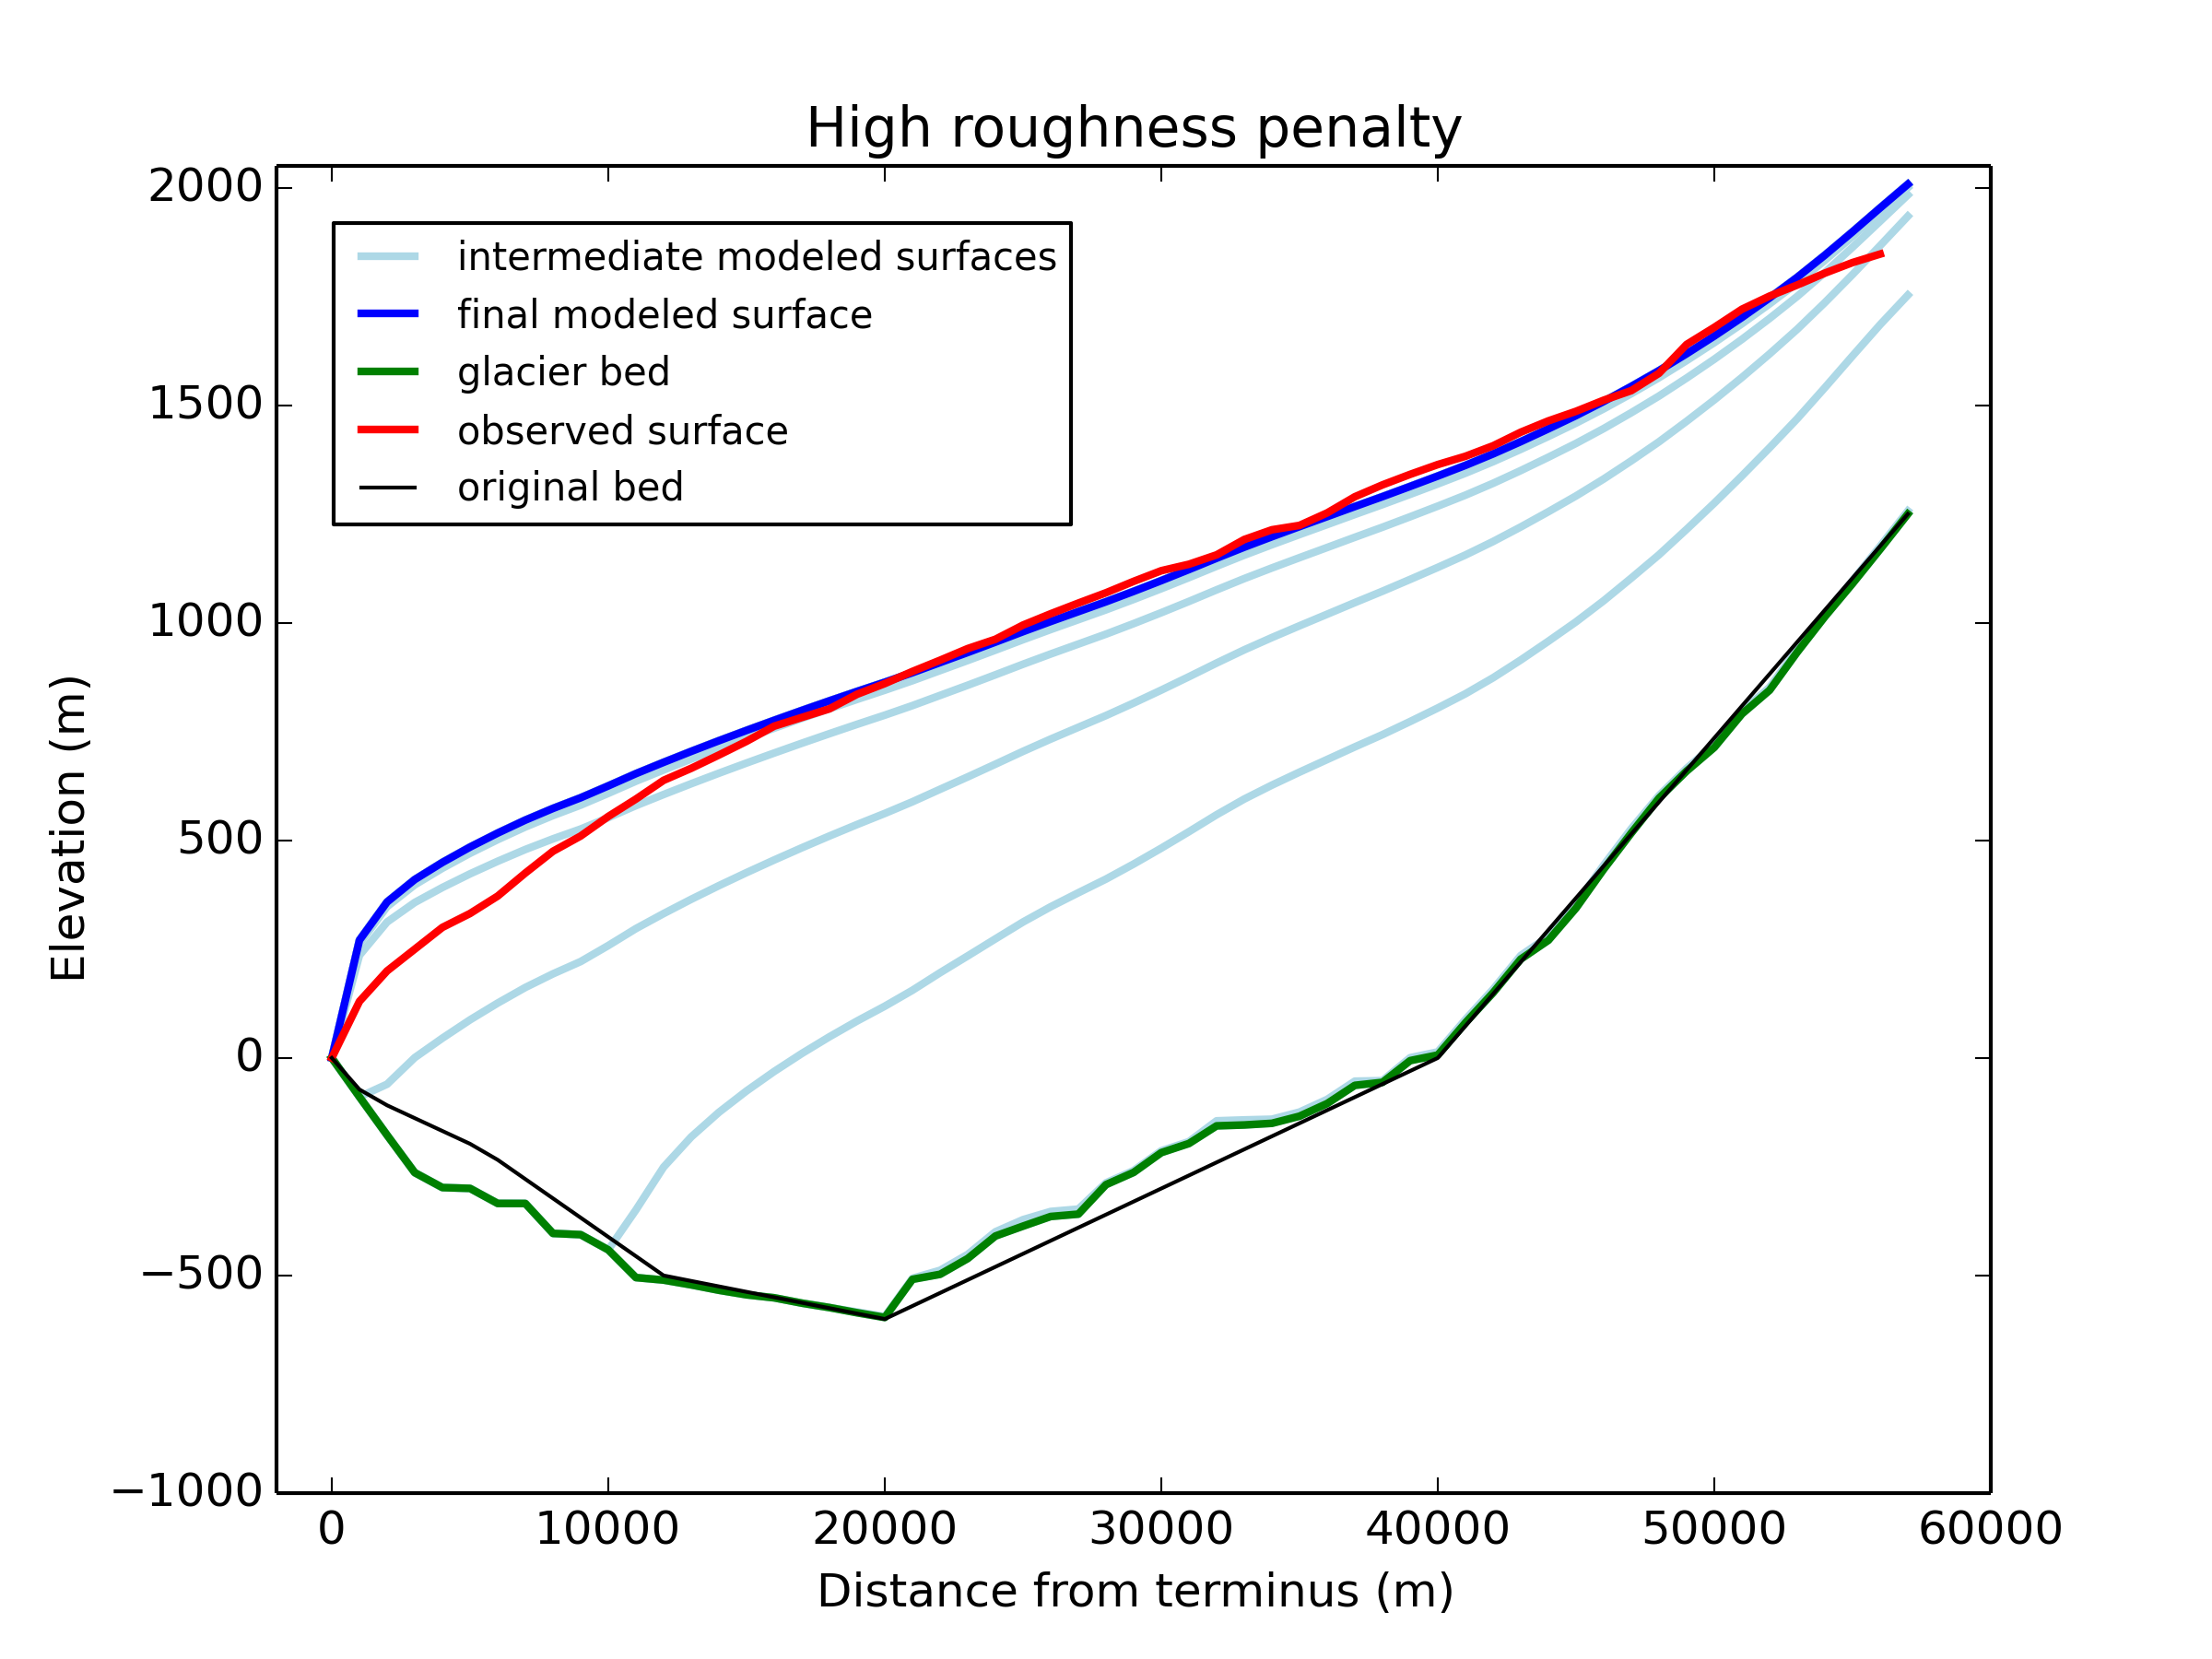 High roughness penalty
2000
1500
1000
500
0
−500
−1000
Elevation (m)
intermediate modeled surfaces
final modeled surface
glacier bed
observed surface
original bed
0 10000 20000 30000 40000 50000 60000
Distance from terminus (m)